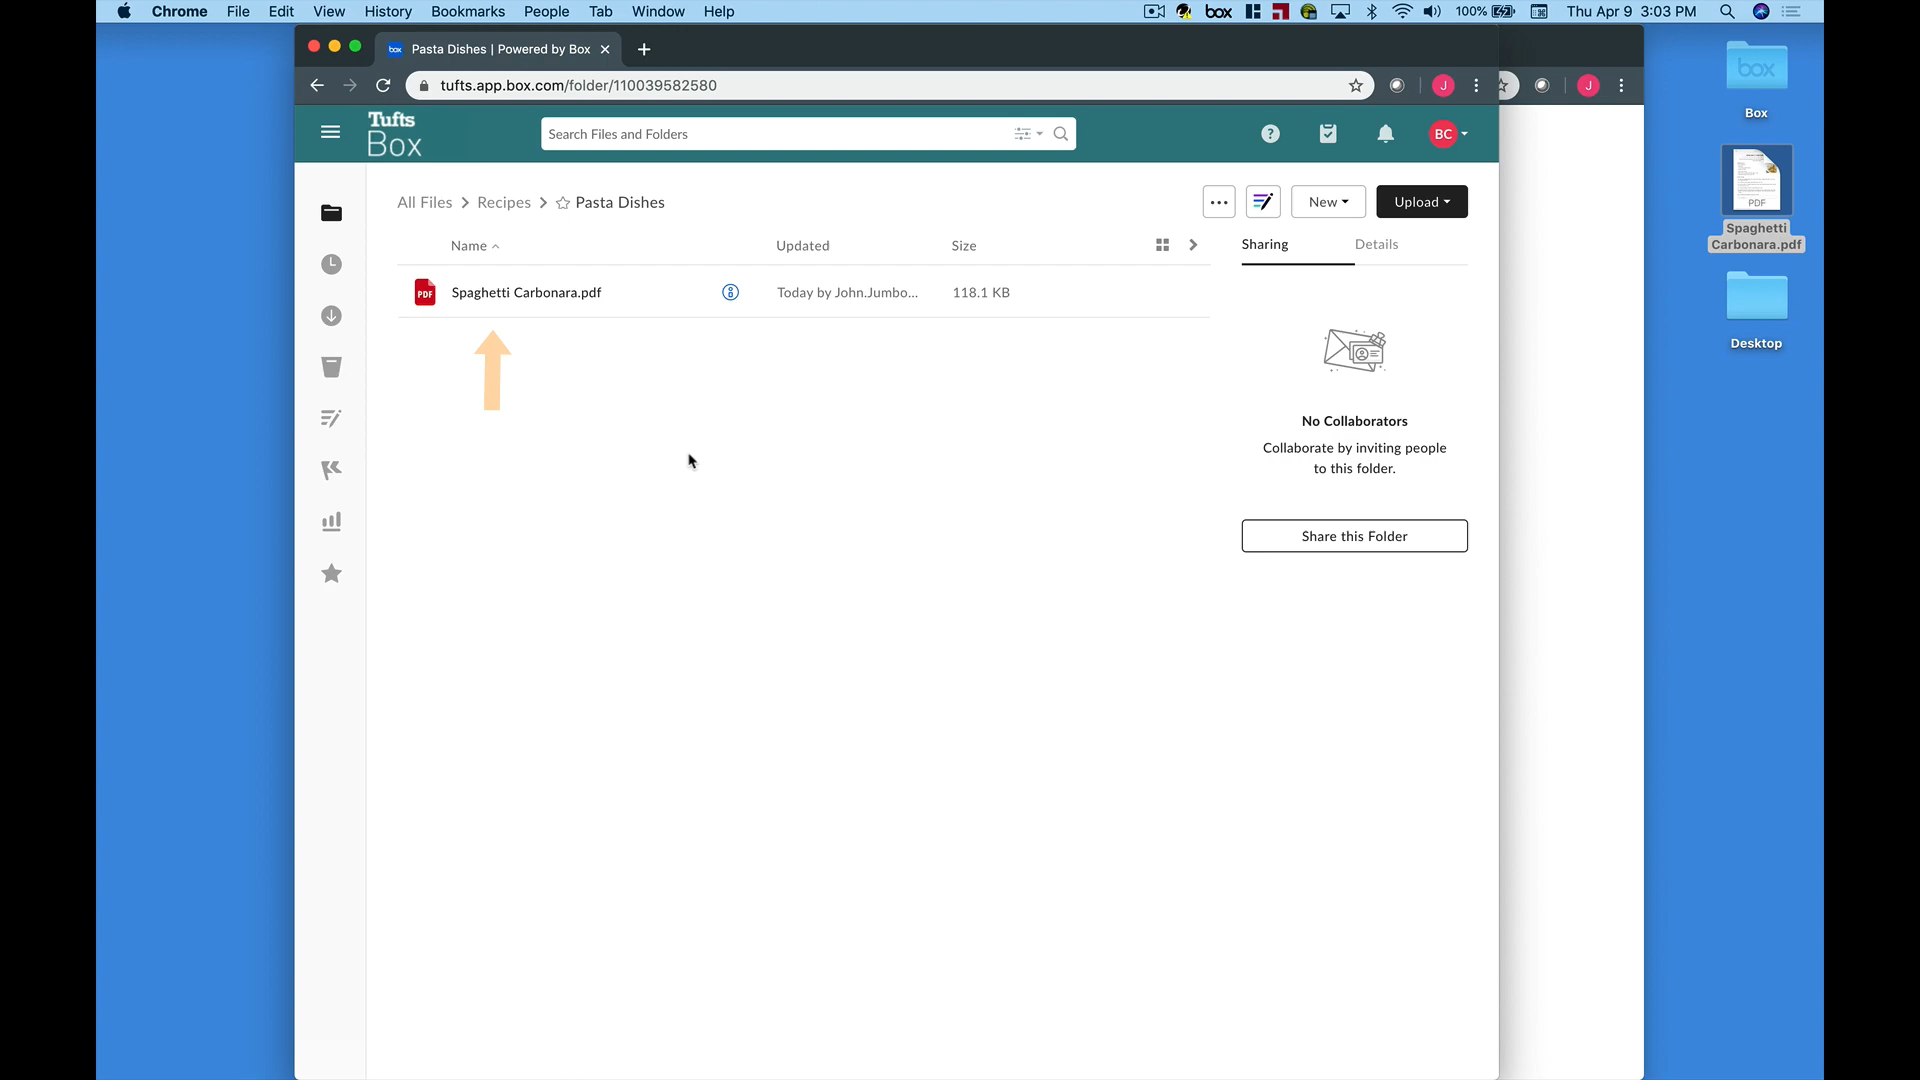 Chrome File Edit View History Bookmarks People Tab Window Help
box 100% Thu Apr 9 3:03 PM
Pasta Dishes | Powered by Box
tufts.app.box.com/folder/110039582580
J
J
Tufts
Box
Search Files and Folders
BC
All Files > Recipes > Pasta Dishes
New
Upload
Name Updated Size
Sharing Details
PDF Spaghetti Carbonara.pdf Today by John.Jumbo... 118.1 KB
No Collaborators
Collaborate by inviting people
to this folder.
Share this Folder
box
Box
PDF
Spaghetti
Carbonara.pdf
Desktop